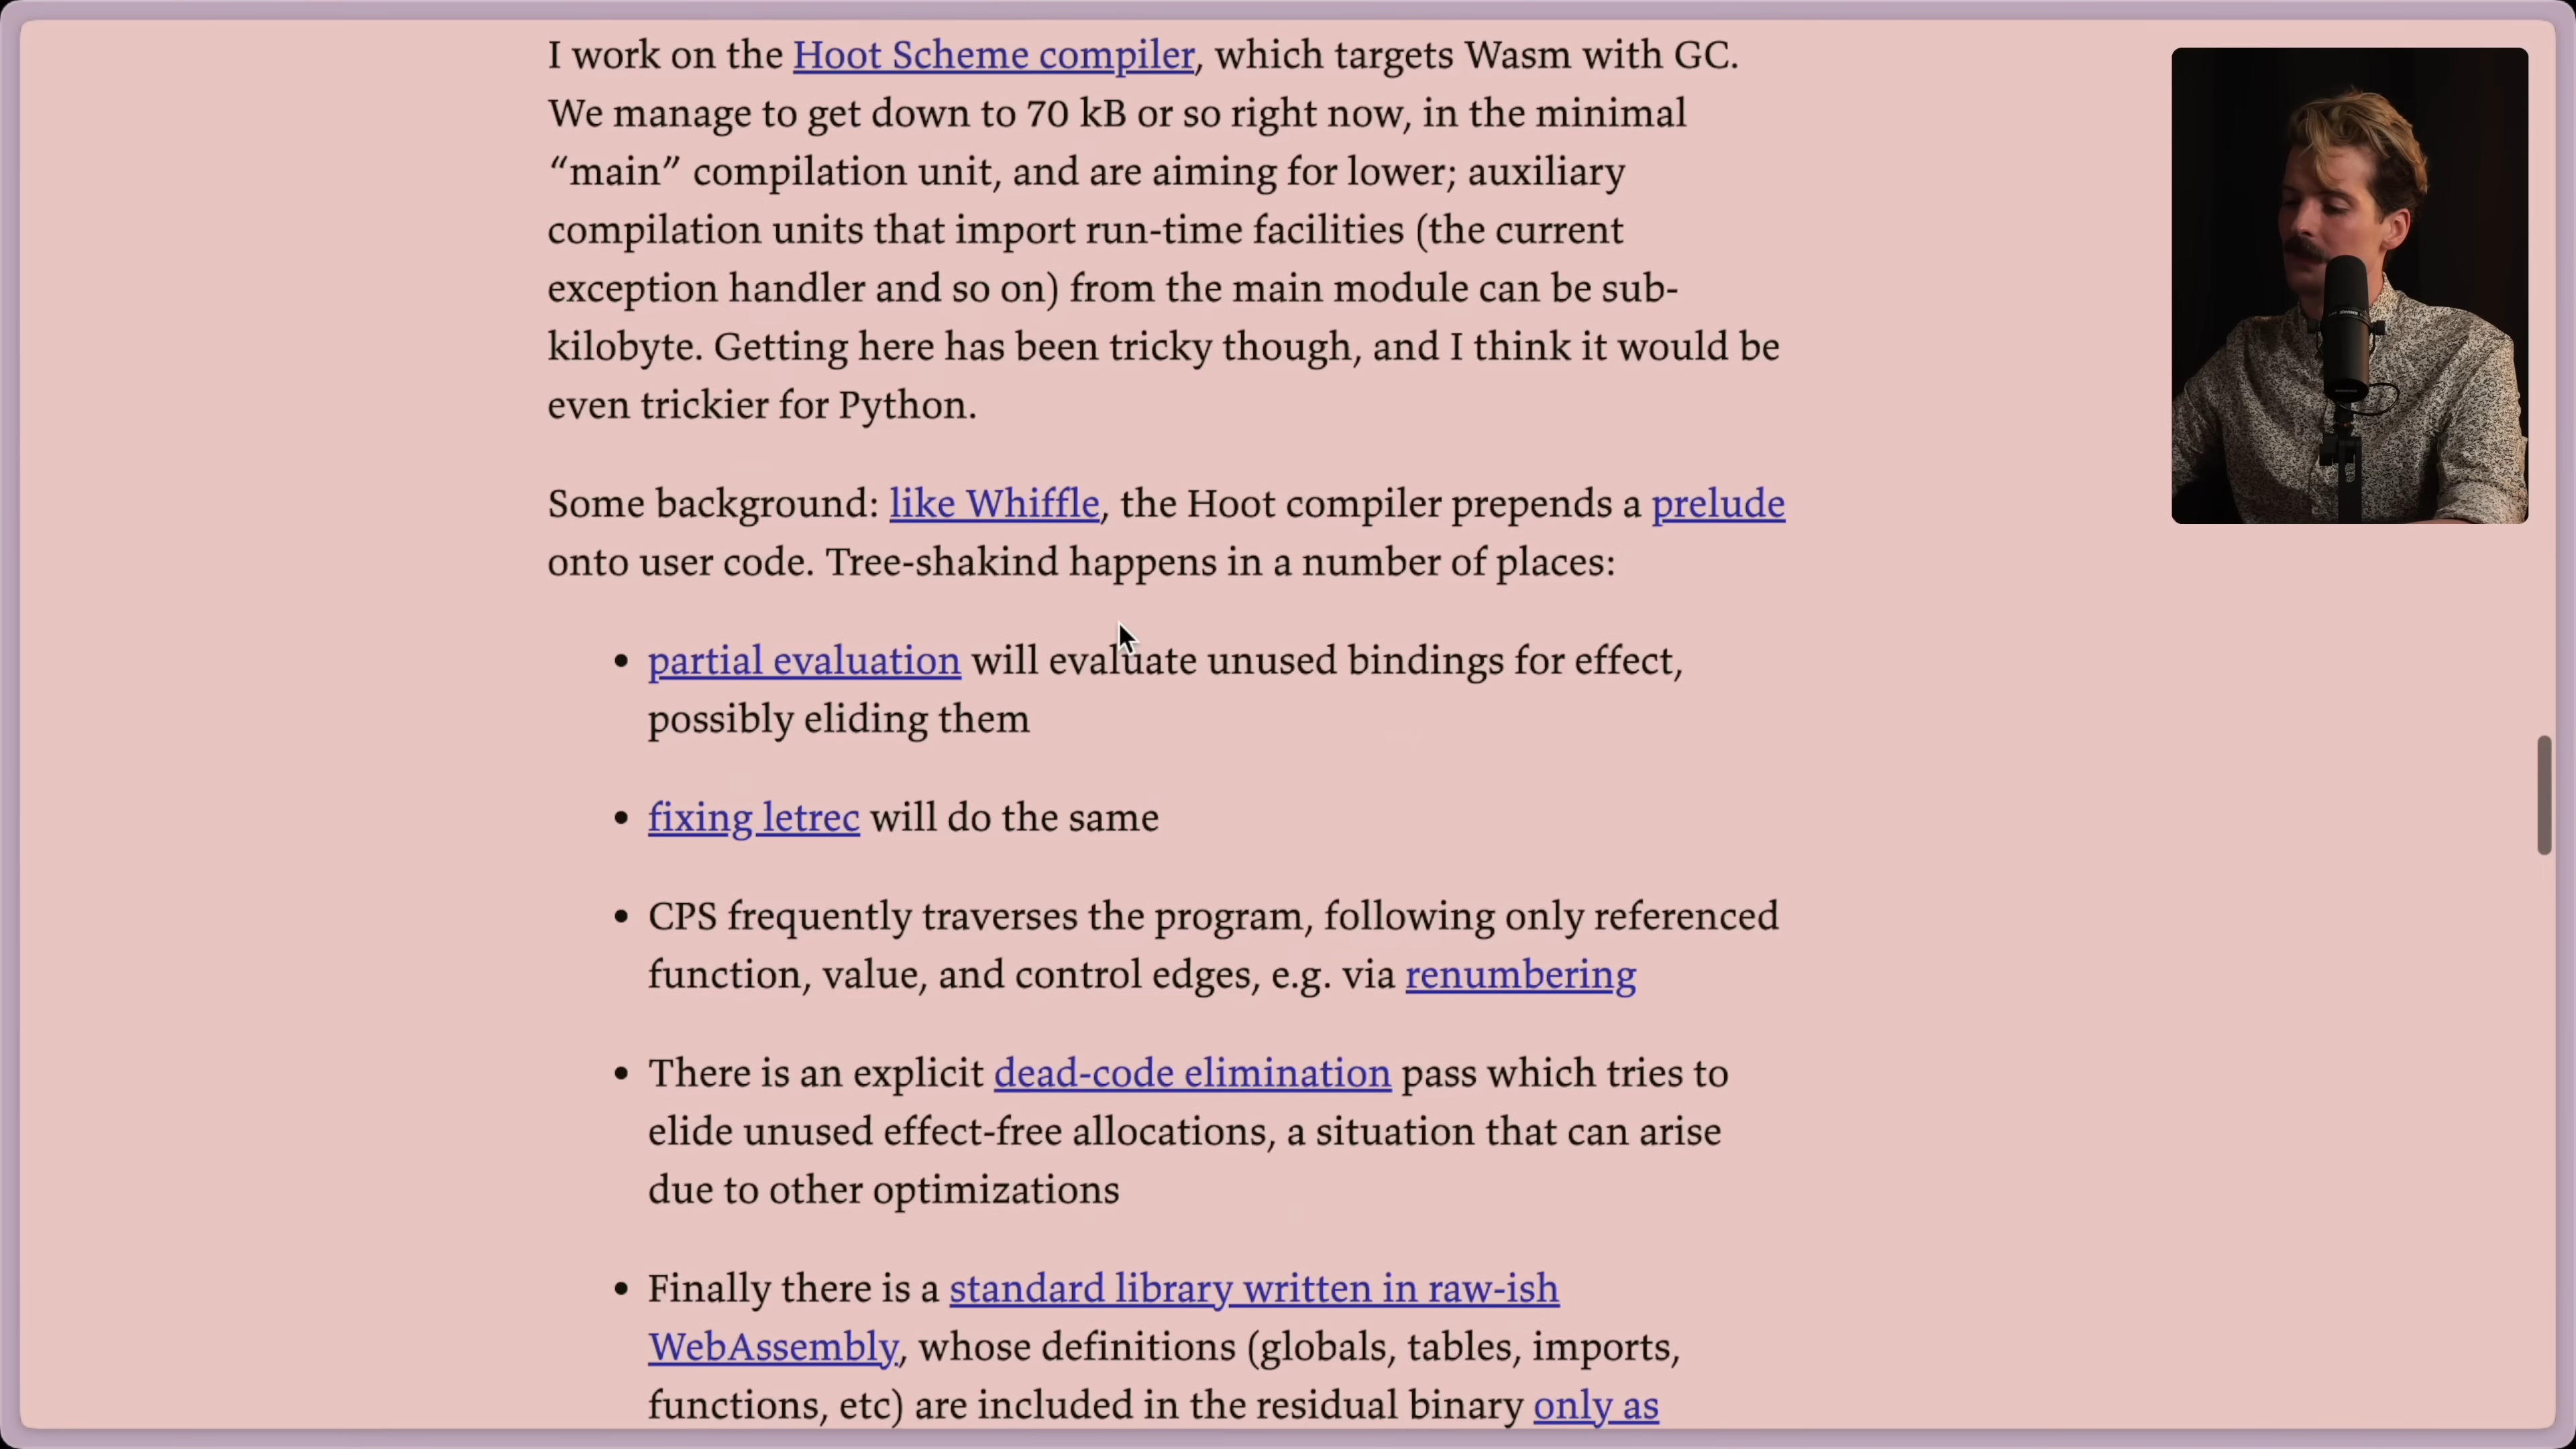 I work on the Hoot Scheme compiler, which targets Wasm with GC.
We manage to get down to 70 kB or so right now, in the minimal
“main” compilation unit, and are aiming for lower; auxiliary
compilation units that import run-time facilities (the current
exception handler and so on) from the main module can be sub-
kilobyte. Getting here has been tricky though, and I think it would be
even trickier for Python.
Some background: like Whiffle, the Hoot compiler prepends a prelude
onto user code. Tree-shakind happens in a number of places:
• partial evaluation will evaluate unused bindings for effect,
possibly eliding them
• fixing letrec will do the same
• CPS frequently traverses the program, following only referenced
function, value, and control edges, e.g. via renumbering
• There is an explicit dead-code elimination pass which tries to
elide unused effect-free allocations, a situation that can arise
due to other optimizations
• Finally there is a standard library written in raw-ish
WebAssembly, whose definitions (globals, tables, imports,
functions, etc) are included in the residual binary only as